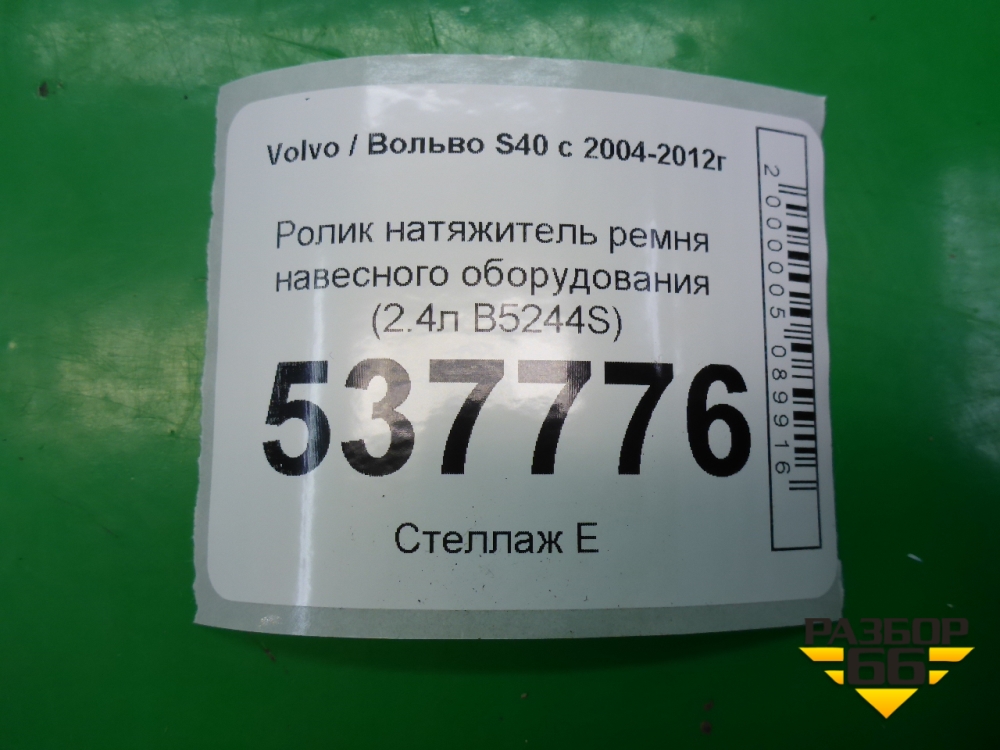 Volvo / Вольво S40 с 2004-2012г
Ролик натяжитель ремня
навесного оборудования
(2.4л B5244S)
537776
Стеллаж Е
2000005089916
РАЗБОР
66